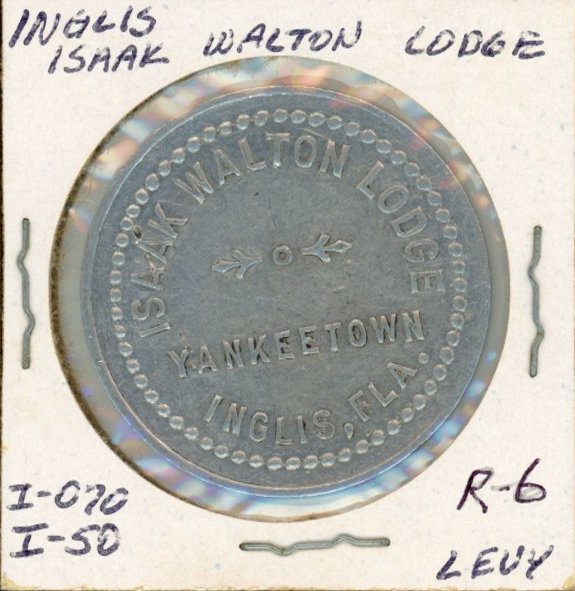 INGLIS
ISAAK WALTON LODGE
ISAAK WALTON LODGE
YANKEETOWN
INGLIS, FLA.
I-070
I-50
R-6
LEVY